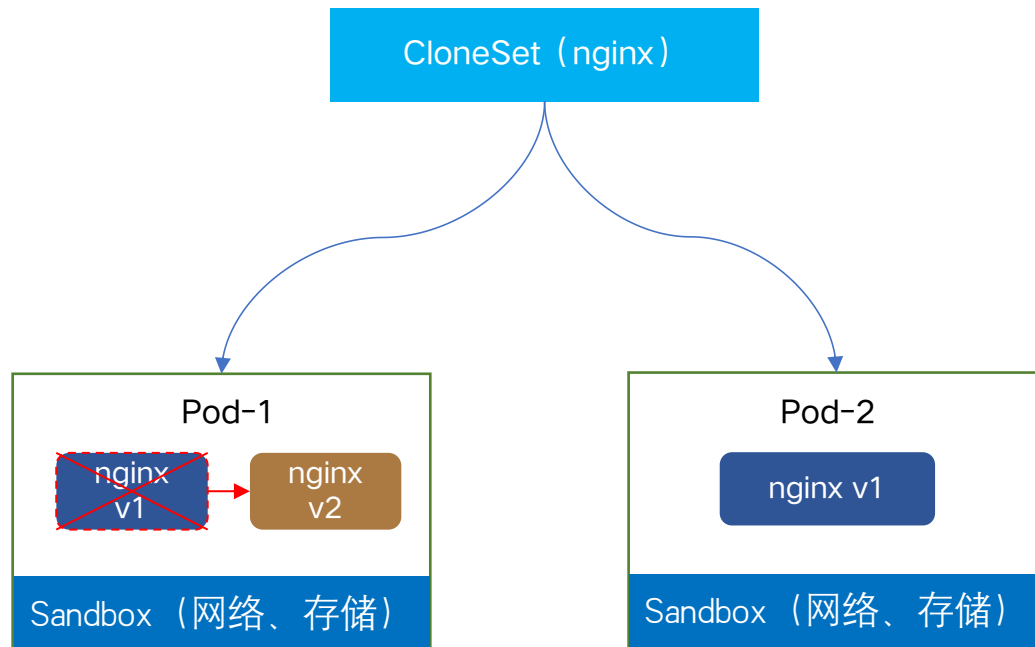 CloneSet（nginx）
Pod-1
nginx
v1
nginx
v2
Sandbox（网络、存储）
Pod-2
nginx v1
Sandbox（网络、存储）